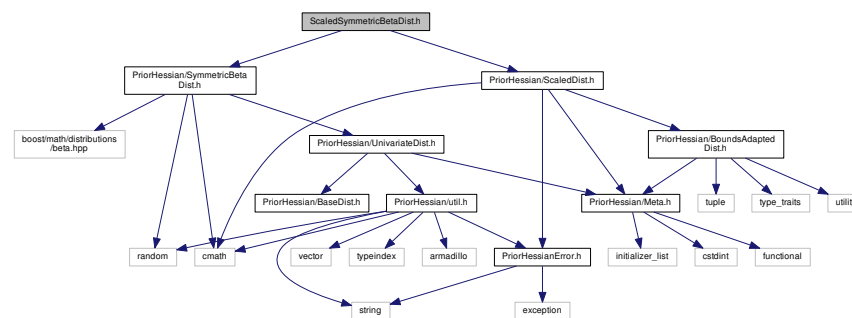 ScaledSymmetricBetaDist.h
PriorHessian/SymmetricBeta
Dist.h
PriorHessian/ScaledDist.h
boost/math/distributions
/beta.hpp
PriorHessian/UnivariateDist.h
PriorHessian/BoundsAdapted
Dist.h
PriorHessian/BaseDist.h
PriorHessian/util.h
PriorHessian/Meta.h
tuple
type_traits
utilit
random
cmath
vector
typeindex
armadillo
PriorHessianError.h
initializer_list
cstdint
functional
string
exception